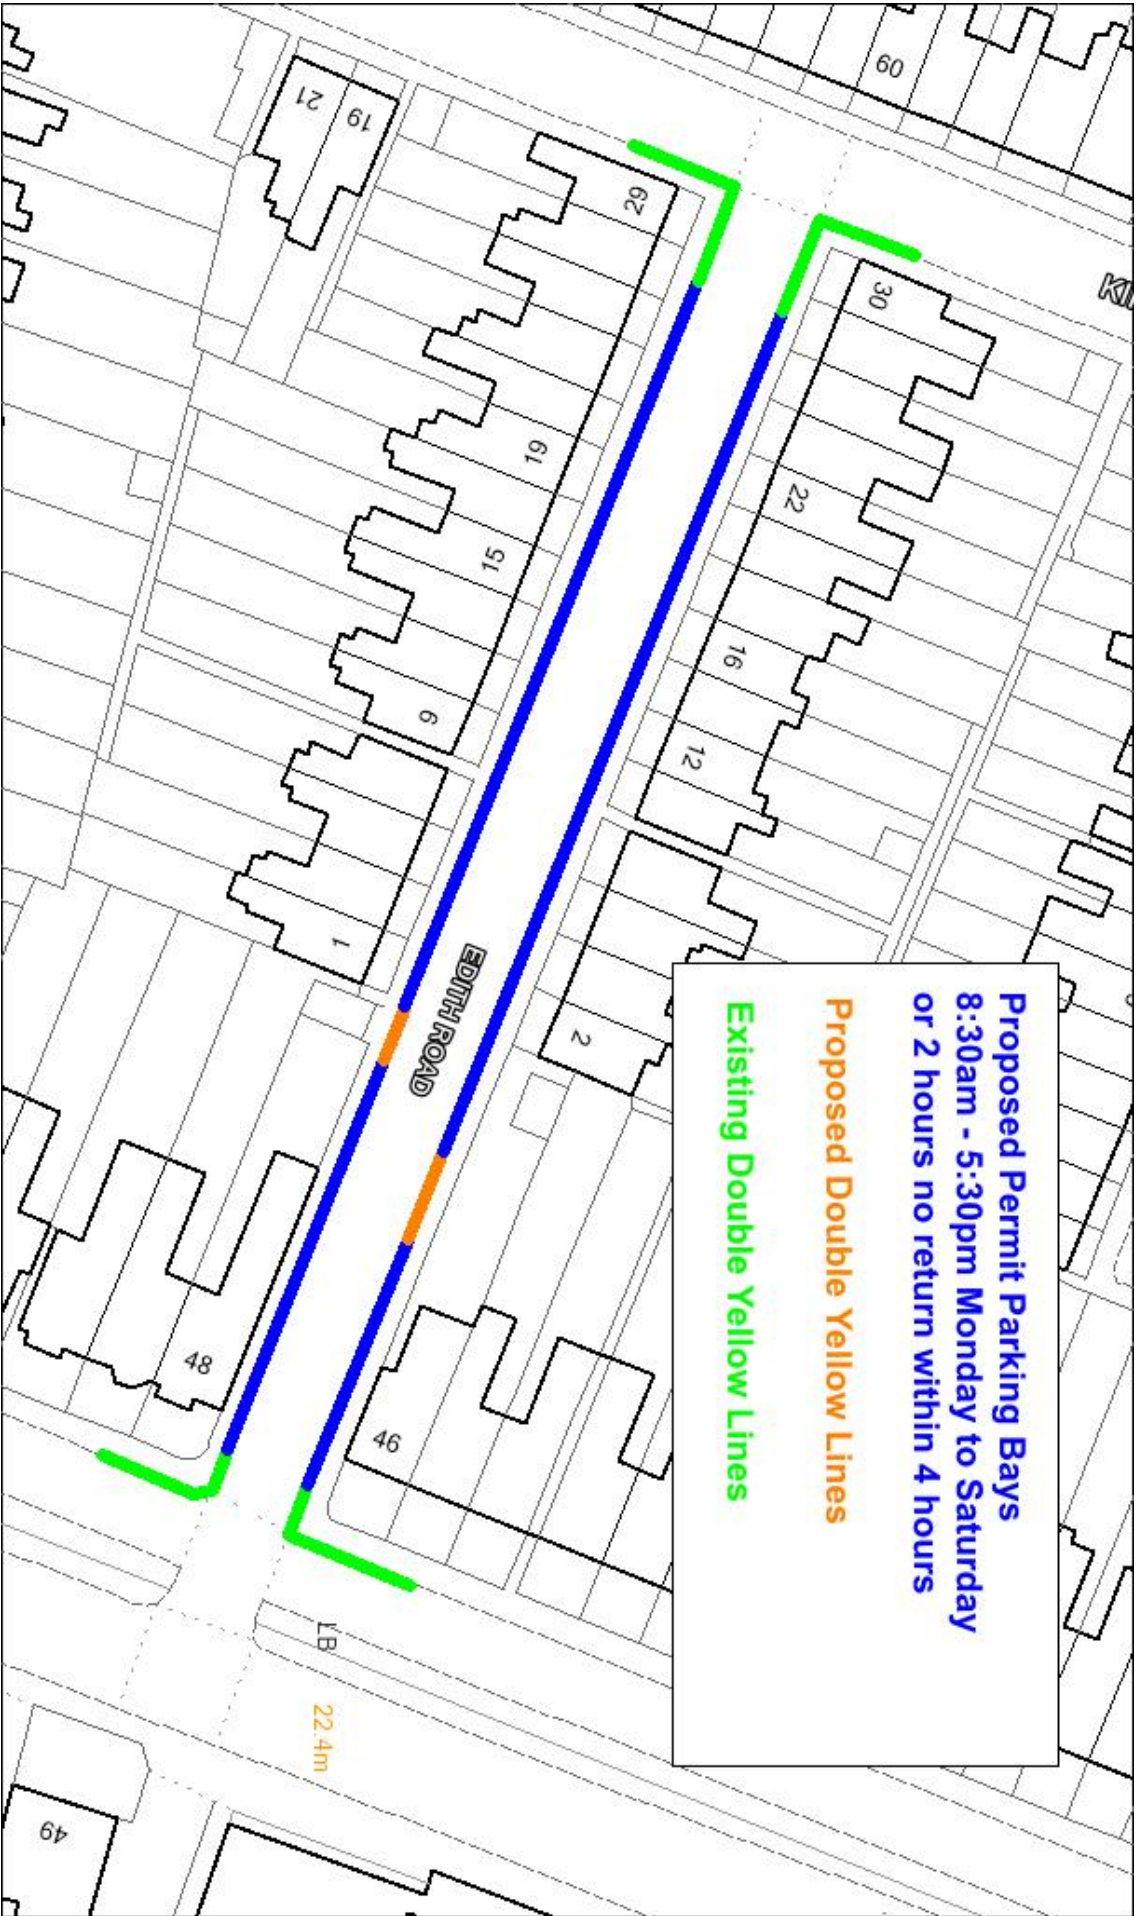 Proposed Permit Parking Bays
8:30am - 5:30pm Monday to Saturday
or 2 hours no return within 4 hours
Proposed Double Yellow Lines
Existing Double Yellow Lines
EDITH ROAD
60
21
19
29
19
15
9
1
30
22
16
12
2
48
46
LB
22.4m
49